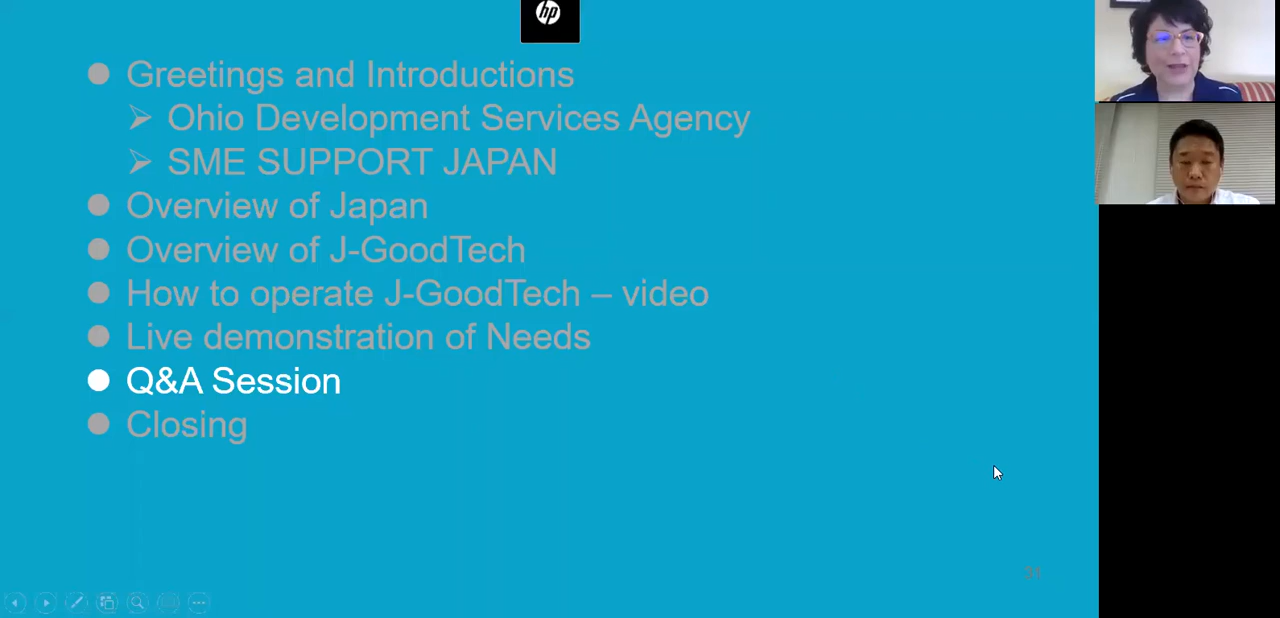 hp
Greetings and Introductions
Ohio Development Services Agency
SME SUPPORT JAPAN
Overview of Japan
Overview of J-GoodTech
How to operate J-GoodTech – video
Live demonstration of Needs
Q&A Session
Closing